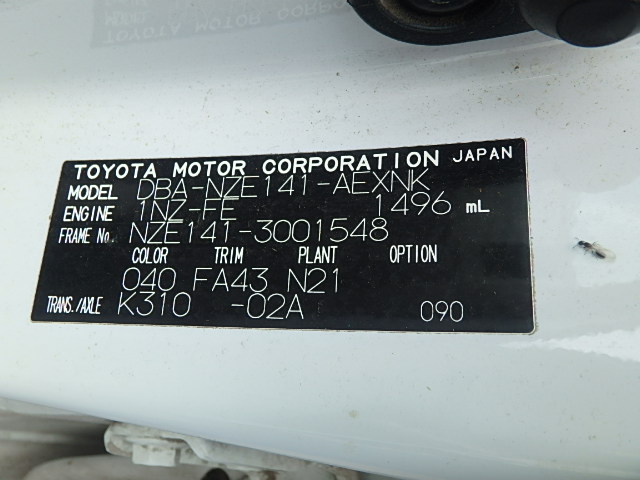 TOYOTA MOTOR CORPORATION JAPAN
MODEL DBA-NZE141-AEXNK
ENGINE 1NZ-FE 1496 mL
FRAME No. NZE141-3001548
COLOR TRIM PLANT OPTION
040 FA43 N21
TRANS./AXLE K310 -02A 090